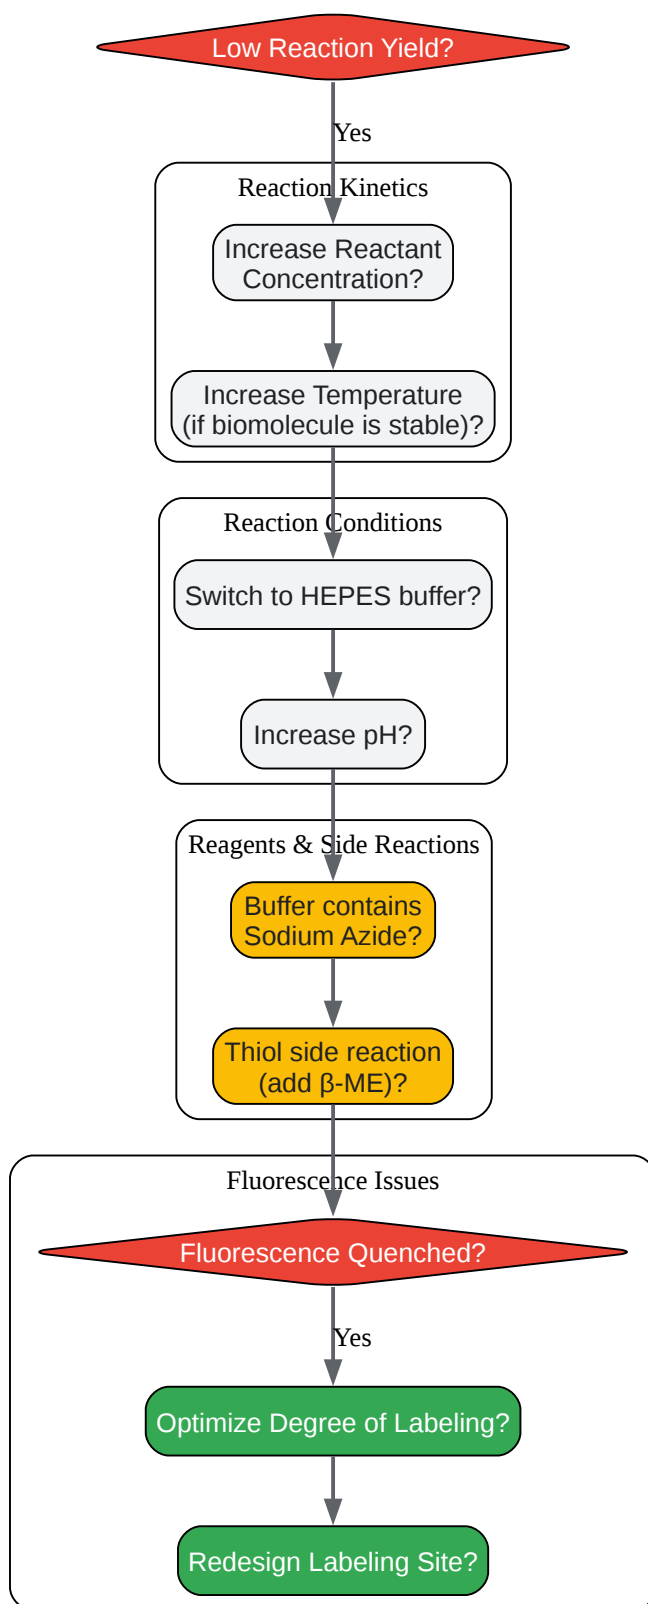 Low Reaction Yield?
Yes
Reaction Kinetics
Increase Reactant
Concentration?
Increase Temperature
(if biomolecule is stable)?
Reaction Conditions
Switch to HEPES buffer?
Increase pH?
Reagents & Side Reactions
Buffer contains
Sodium Azide?
Thiol side reaction
(add β-ME)?
Fluorescence Issues
Fluorescence Quenched?
Yes
Optimize Degree of Labeling?
Redesign Labeling Site?